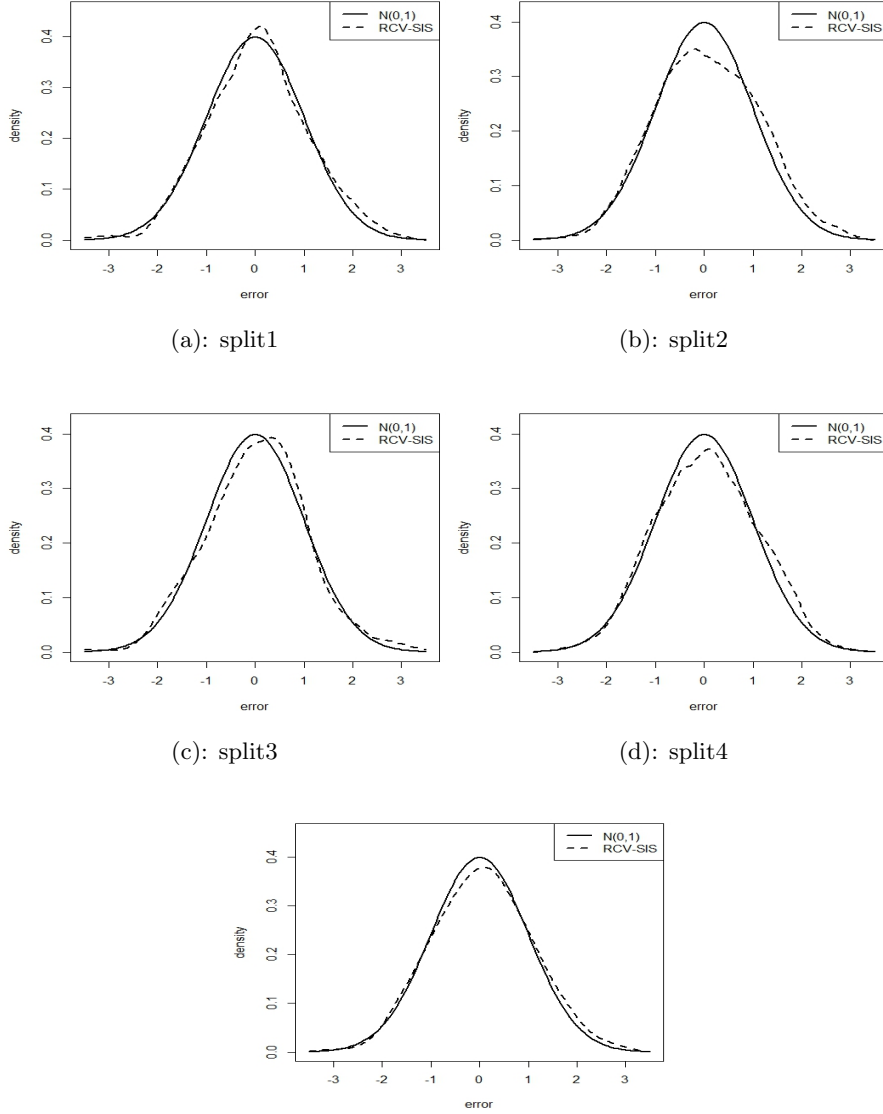 N(0,1)
RCV-SIS
density
0.0 0.1 0.2 0.3 0.4
-3 -2 -1 0 1 2 3
error
(a): split1
N(0,1)
RCV-SIS
density
0.0 0.1 0.2 0.3 0.4
-3 -2 -1 0 1 2 3
error
(b): split2
N(0,1)
RCV-SIS
density
0.0 0.1 0.2 0.3 0.4
-3 -2 -1 0 1 2 3
error
(c): split3
N(0,1)
RCV-SIS
density
0.0 0.1 0.2 0.3 0.4
-3 -2 -1 0 1 2 3
error
(d): split4
N(0,1)
RCV-SIS
density
0.0 0.1 0.2 0.3 0.4
-3 -2 -1 0 1 2 3
error